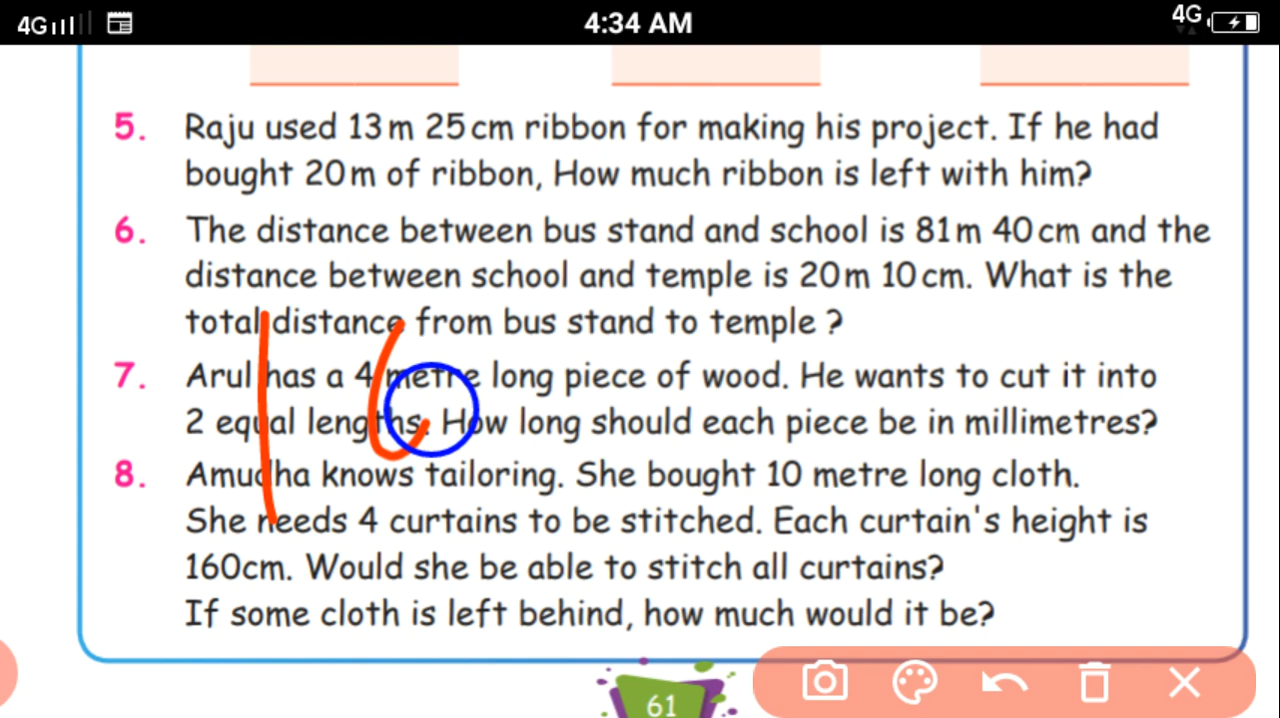 4G 4:34 AM 4G
5. Raju used 13 m 25 cm ribbon for making his project. If he had
bought 20 m of ribbon, How much ribbon is left with him?
6. The distance between bus stand and school is 81 m 40 cm and the
distance between school and temple is 20 m 10 cm. What is the
total distance from bus stand to temple ?
7. Arul has a 4 metre long piece of wood. He wants to cut it into
2 equal lengths. How long should each piece be in millimetres?
8. Amudha knows tailoring. She bought 10 metre long cloth.
She needs 4 curtains to be stitched. Each curtain's height is
160cm. Would she be able to stitch all curtains?
If some cloth is left behind, how much would it be?
61